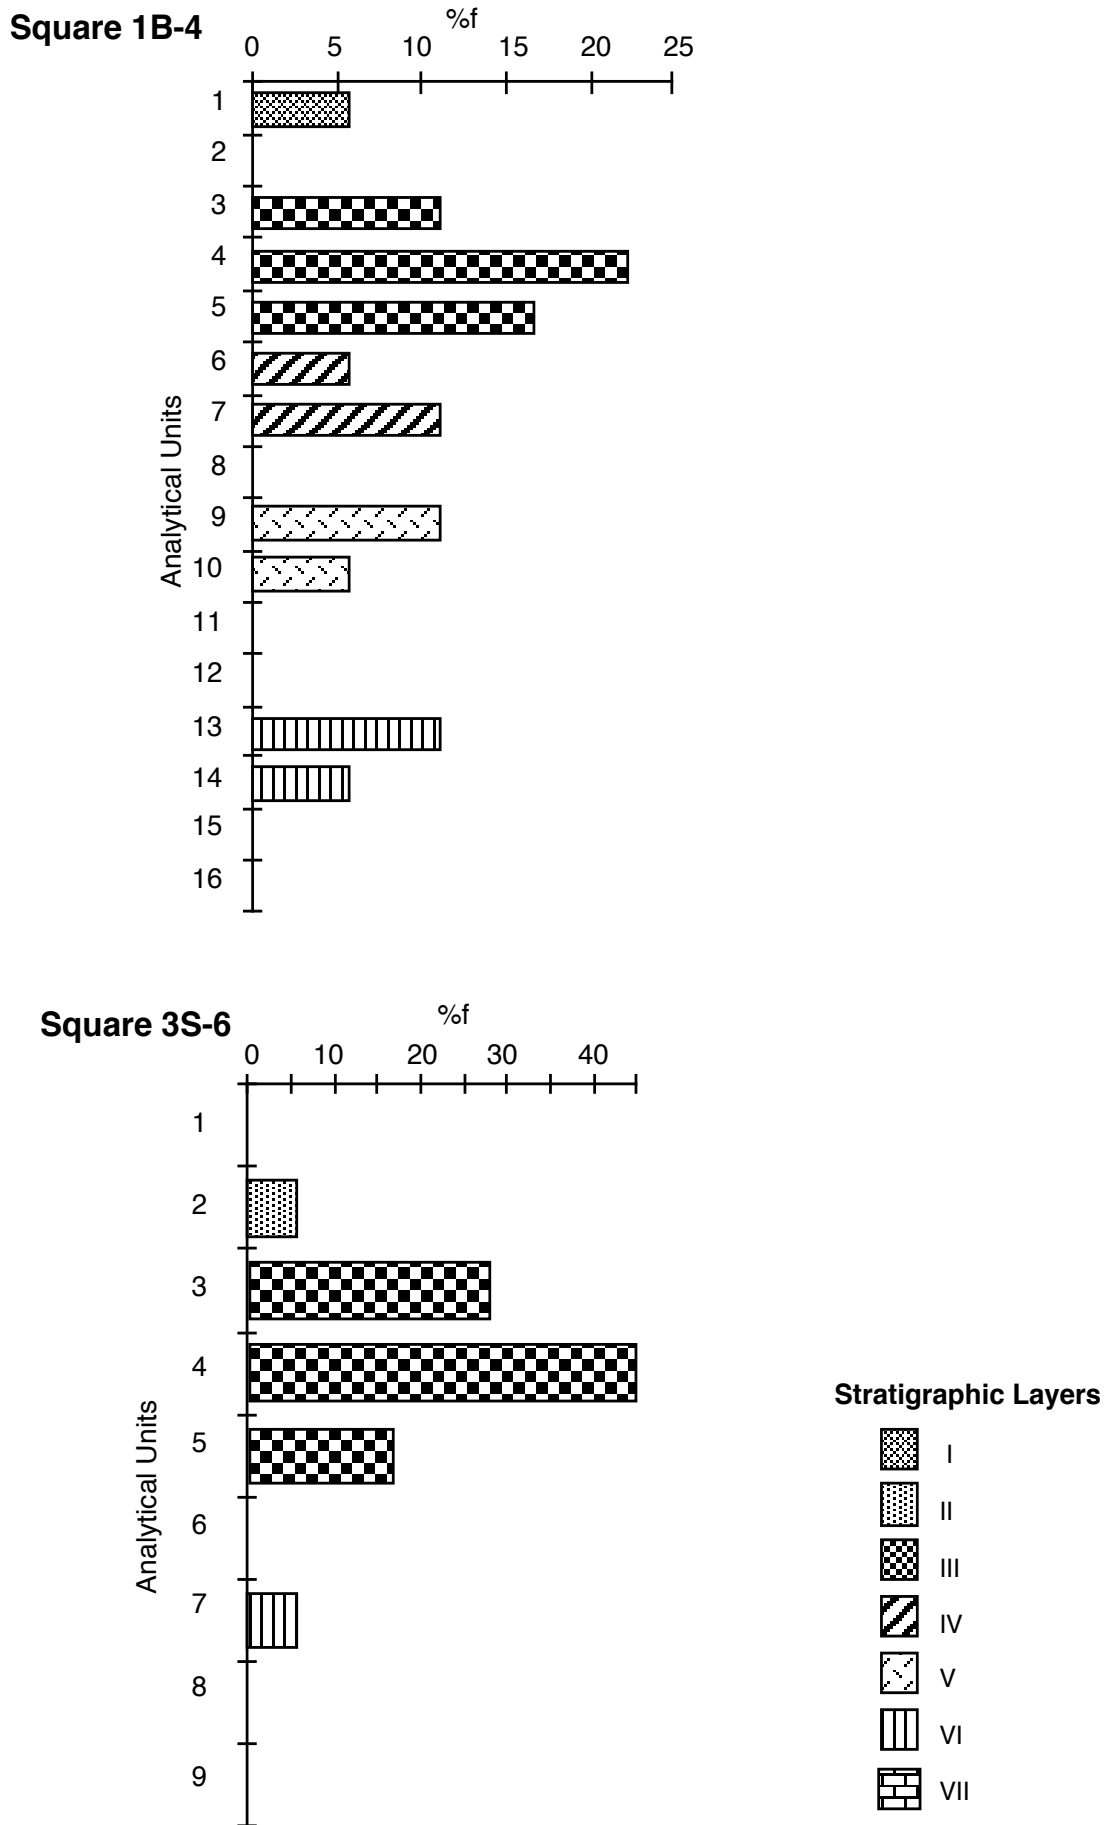 Square 1B-4
%f
0 5 10 15 20 25
1
2
3
4
5
6
7
8
9
10
11
12
13
14
15
16
Analytical Units
Square 3S-6
%f
0 10 20 30 40
1
2
3
4
5
6
7
8
9
Analytical Units
Stratigraphic Layers
I
II
III
IV
V
VI
VII